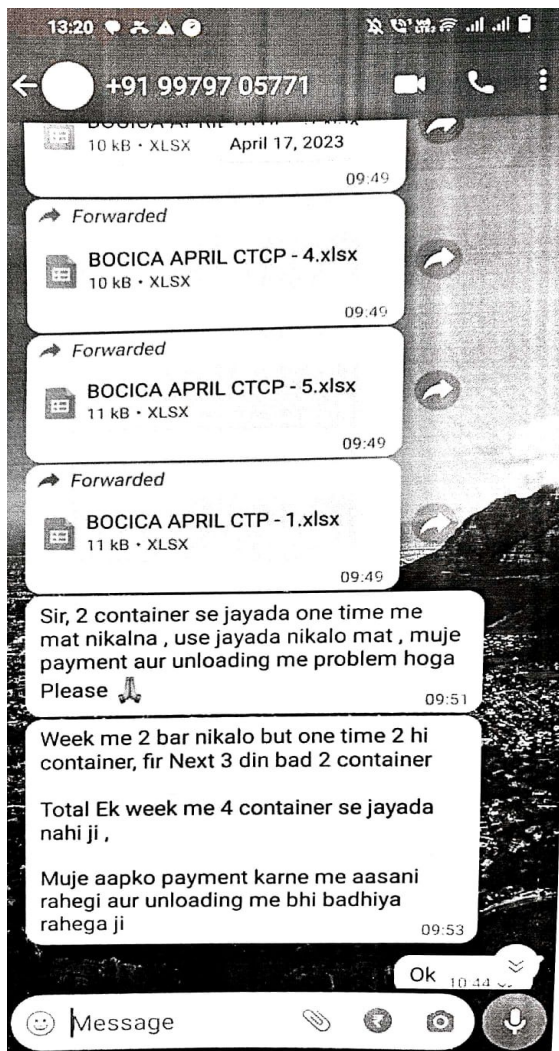 13:20
+91 99797 05771
10 kB • XLSX
April 17, 2023
09:49
Forwarded
BOCICA APRIL CTCP - 4.xlsx
10 kB • XLSX
09:49
Forwarded
BOCICA APRIL CTCP - 5.xlsx
11 kB • XLSX
09:49
Forwarded
BOCICA APRIL CTP - 1.xlsx
11 kB • XLSX
09:49
Sir, 2 container se jayada one time me
mat nikalna , use jayada nikalo mat , muje
payment aur unloading me problem hoga
Please 🙏
09:51
Week me 2 bar nikalo but one time 2 hi
container, fir Next 3 din bad 2 container
Total Ek week me 4 container se jayada
nahi ji ,
Muje aapko payment karne me aasani
rahegi aur unloading me bhi badhiya
rahega ji
09:53
Ok
10:44
Message